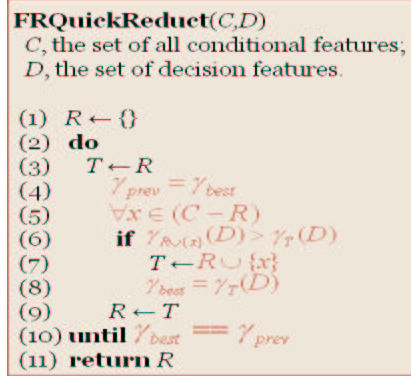 FRQuickReduct(C,D)
C, the set of all conditional features;
D, the set of decision features.
(1) R ← {}
(2) do
(3) T ← R
(4) γprev = γbest
(5) ∀x ∈ (C − R)
(6) if γR∪{x}(D) > γT(D)
(7) T ← R ∪ {x}
(8) γbest = γT(D)
(9) R ← T
(10) until γbest == γprev
(11) return R